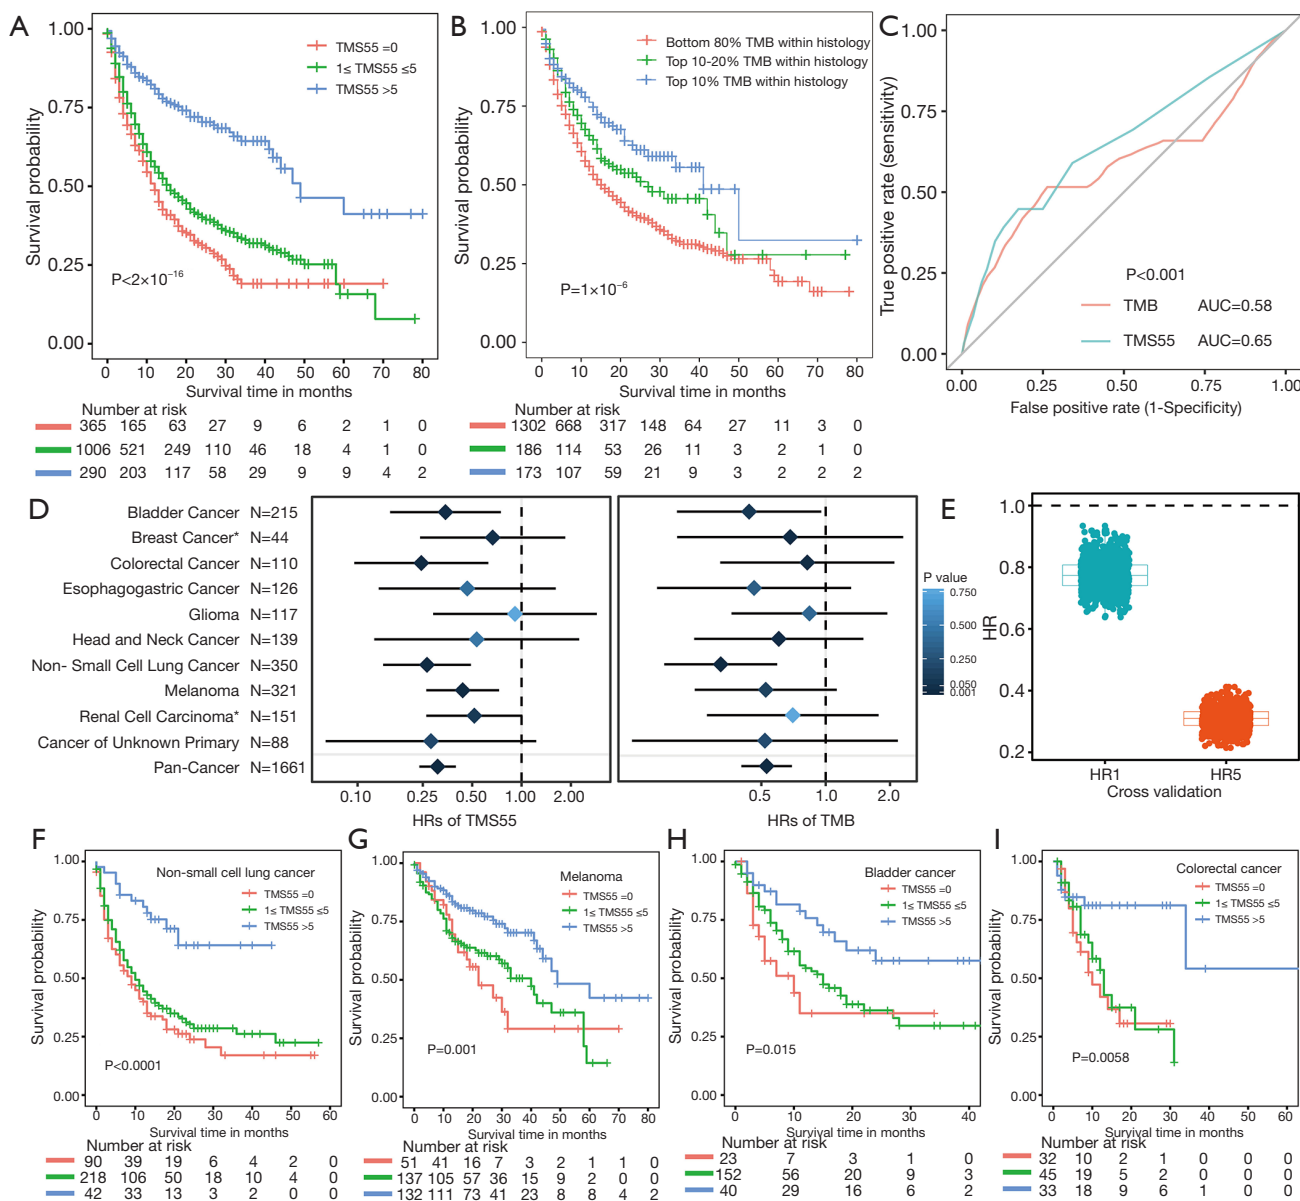 A
1.00
0.75
0.50
0.25
0.00
Survival probability
TMS55 =0
1≤ TMS55 ≤5
TMS55 >5
P<2×10⁻¹⁶
0 10 20 30 40 50 60 70 80
Survival time in months
Number at risk
365 165 63 27 9 6 2 1 0
1006 521 249 110 46 18 4 1 0
290 203 117 58 29 9 9 4 2
B
1.00
0.75
0.50
0.25
0.00
Survival probability
Bottom 80% TMB within histology
Top 10-20% TMB within histology
Top 10% TMB within histology
P=1×10⁻⁶
0 10 20 30 40 50 60 70 80
Survival time in months
Number at risk
1302 668 317 148 64 27 11 3 0
186 114 53 26 11 3 2 1 0
173 107 59 21 9 3 2 2 2
C
1.00
0.75
0.50
0.25
0.00
True positive rate (sensitivity)
P<0.001
TMB AUC=0.58
TMS55 AUC=0.65
0.00 0.25 0.50 0.75 1.00
False positive rate (1-Specificity)
D
Bladder Cancer N=215
Breast Cancer* N=44
Colorectal Cancer N=110
Esophagogastric Cancer N=126
Glioma N=117
Head and Neck Cancer N=139
Non- Small Cell Lung Cancer N=350
Melanoma N=321
Renal Cell Carcinoma* N=151
Cancer of Unknown Primary N=88
Pan-Cancer N=1661
0.10 0.25 0.50 1.00 2.00
HRs of TMS55
0.5 1.0 2.0
HRs of TMB
P value
0.750
0.500
0.250
0.050
0.001
E
1.0
0.8
0.6
0.4
0.2
HR
HR1 HR5
Cross validation
F
1.00
0.75
0.50
0.25
0.00
Survival probability
Non-small cell lung cancer
TMS55 =0
1≤ TMS55 ≤5
TMS55 >5
P<0.0001
0 10 20 30 40 50 60
Survival time in months
Number at risk
90 39 19 6 4 2 0
218 106 50 18 10 4 0
42 33 13 3 2 0 0
G
1.00
0.75
0.50
0.25
0.00
Survival probability
Melanoma
TMS55 =0
1≤ TMS55 ≤5
TMS55 >5
P=0.001
0 10 20 30 40 50 60 70 80
Survival time in months
Number at risk
51 41 16 7 3 2 1 1 0
137 105 57 36 15 9 2 0 0
132 111 73 41 23 8 8 4 2
H
1.00
0.75
0.50
0.25
0.00
Survival probability
Bladder cancer
TMS55 =0
1≤ TMS55 ≤5
TMS55 >5
P=0.015
0 10 20 30 40
Survival time in months
Number at risk
23 7 3 1 0
152 56 20 9 3
40 29 16 6 2
I
1.00
0.75
0.50
0.25
0.00
Survival probability
Colorectal cancer
TMS55 =0
1≤ TMS55 ≤5
TMS55 >5
P=0.0058
0 10 20 30 40 50 60
Survival time in months
Number at risk
32 10 2 1 0 0 0
45 19 5 2 0 0 0
33 18 9 6 1 0 0